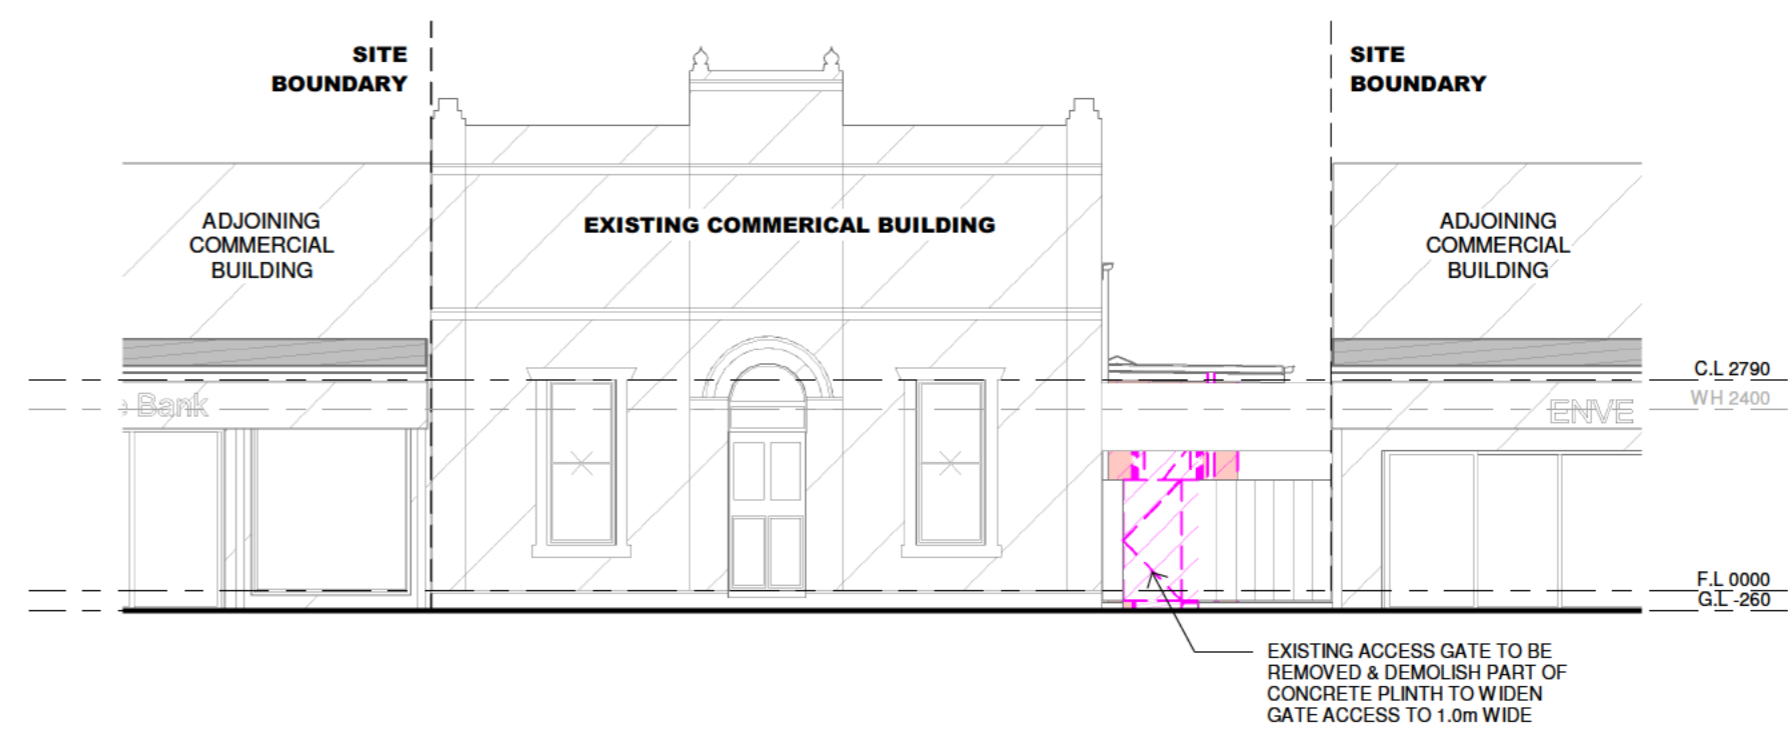 SITE
BOUNDARY
SITE
BOUNDARY
ADJOINING
COMMERCIAL
BUILDING
EXISTING COMMERICAL BUILDING
ADJOINING
COMMERCIAL
BUILDING
C.L 2790
WH 2400
Bank
ENVE
F.L 0000
G.L -260
EXISTING ACCESS GATE TO BE
REMOVED & DEMOLISH PART OF
CONCRETE PLINTH TO WIDEN
GATE ACCESS TO 1.0m WIDE